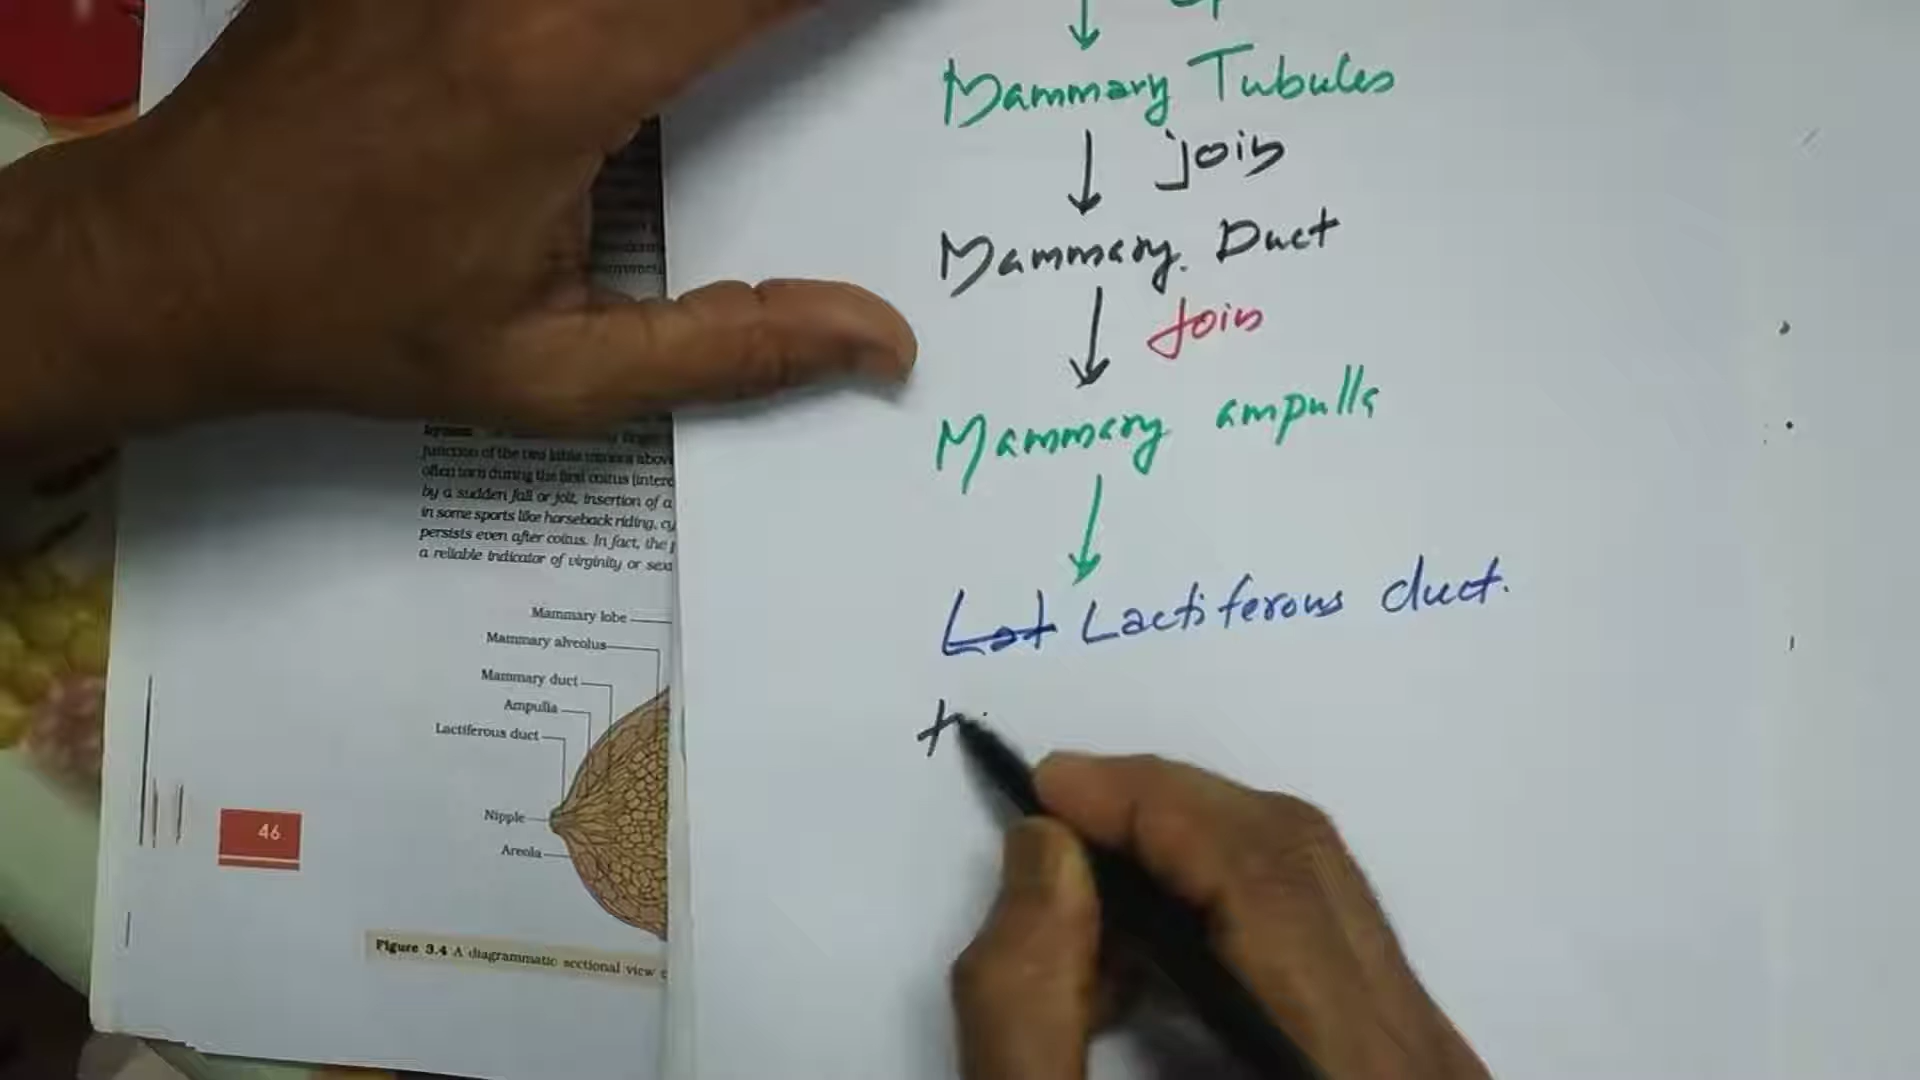 Mammary Tubules
join
Mammary. Duct
Join
Mammary ampulla
Lat Lactiferous duct.
junction of the two labia minora above
often torn during the first coitus (interc
by a sudden fall or jolt, insertion of a
in some sports like horseback riding, cy
persists even after coitus. In fact, the p
a reliable indicator of virginity or sexu
Mammary lobe
Mammary alveolus
Mammary duct
Ampulla
Lactiferous duct
Nipple
Areola
46
Figure 3.4 A diagrammatic sectional view